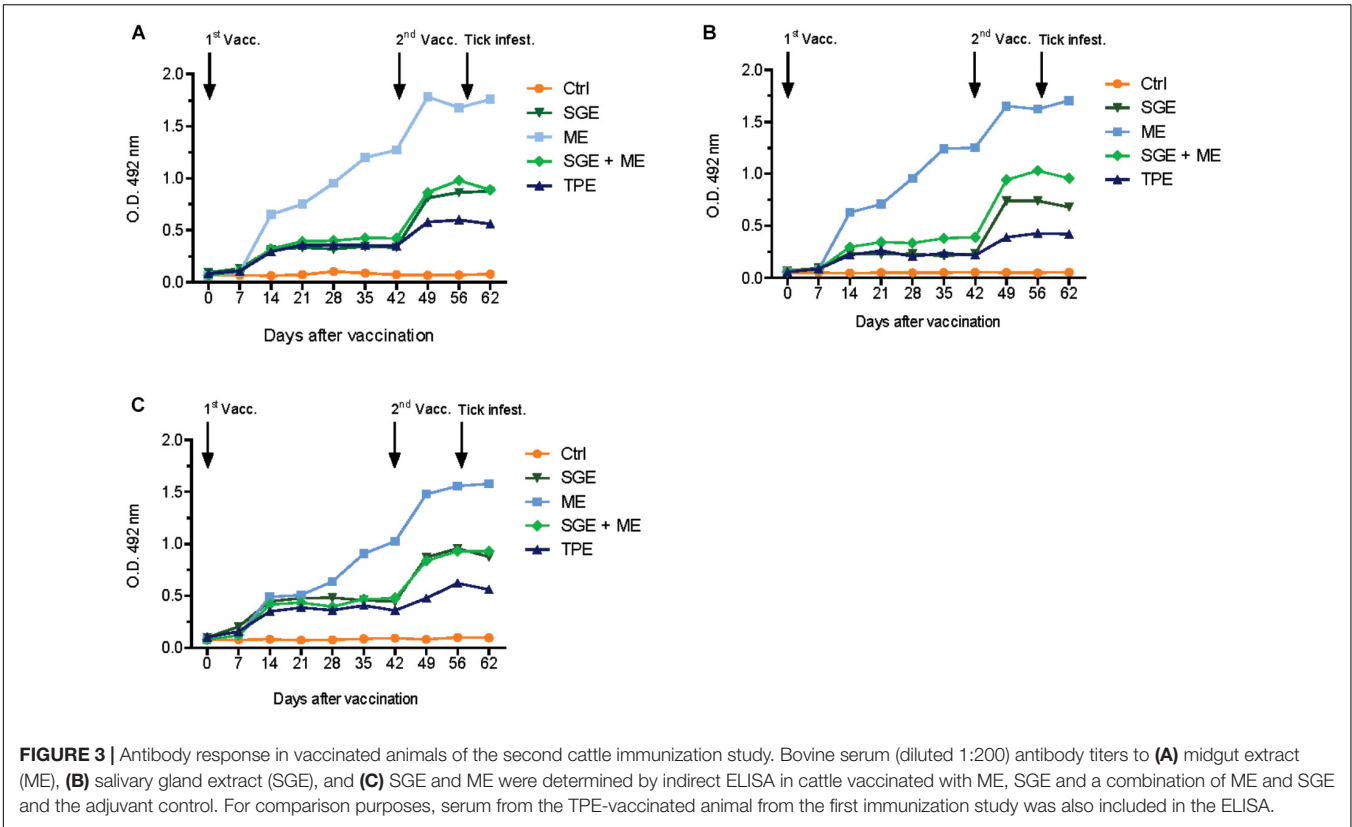 A
1st Vacc.
2nd Vacc. Tick infest.
2.0
1.5
1.0
0.5
0.0
O.D. 492 nm
0 7 14 21 28 35 42 49 56 62
Days after vaccination
Ctrl
SGE
ME
SGE + ME
TPE
B
1st Vacc.
2nd Vacc. Tick infest.
2.0
1.5
1.0
0.5
0.0
O.D. 492 nm
0 7 14 21 28 35 42 49 56 62
Days after vaccination
Ctrl
SGE
ME
SGE + ME
TPE
C
1st Vacc.
2nd Vacc. Tick infest.
2.0
1.5
1.0
0.5
0.0
O.D. 492 nm
0 7 14 21 28 35 42 49 56 62
Days after vaccination
Ctrl
SGE
ME
SGE + ME
TPE
FIGURE 3 | Antibody response in vaccinated animals of the second cattle immunization study. Bovine serum (diluted 1:200) antibody titers to (A) midgut extract
(ME), (B) salivary gland extract (SGE), and (C) SGE and ME were determined by indirect ELISA in cattle vaccinated with ME, SGE and a combination of ME and SGE
and the adjuvant control. For comparison purposes, serum from the TPE-vaccinated animal from the first immunization study was also included in the ELISA.